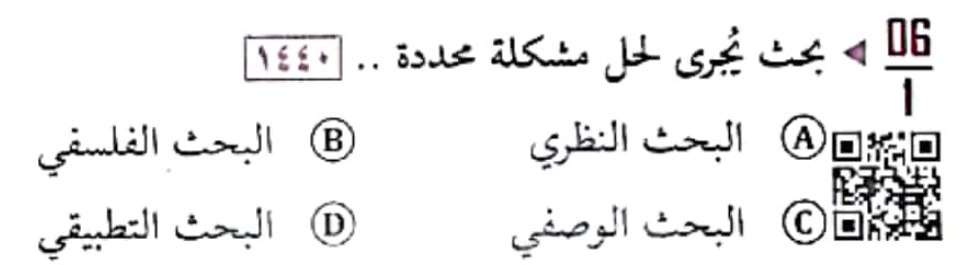 06/1 ◀ بحث يُجرى لحل مشكلة محددة .. ١٤٤٠
Ⓐ البحث النظري Ⓑ البحث الفلسفي
Ⓒ البحث الوصفي Ⓓ البحث التطبيقي